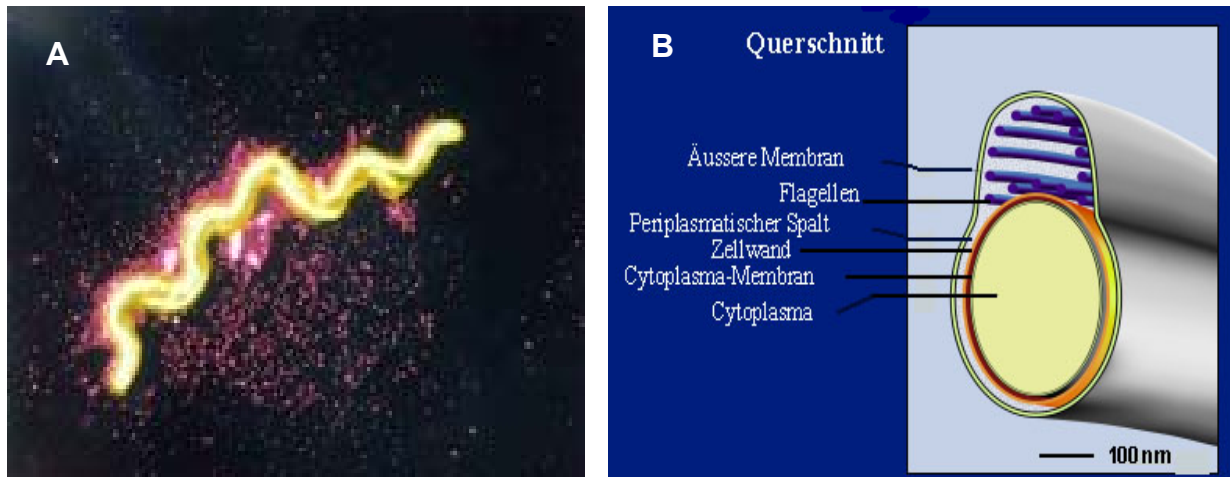 A
B
Querschnitt
Äussere Membran
Flagellen
Periplasmatischer Spalt
Zellwand
Cytoplasma-Membran
Cytoplasma
100 nm